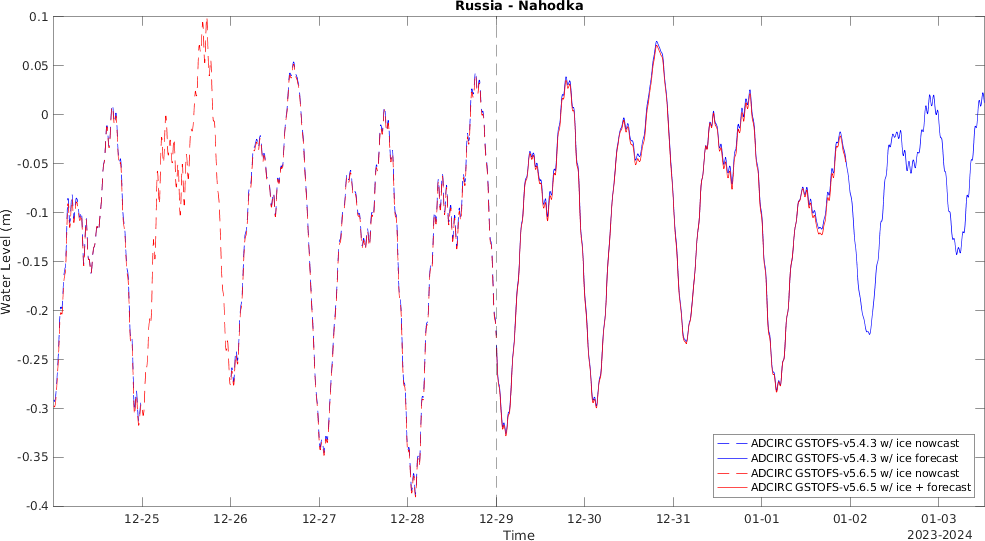 Russia - Nahodka
0.1
0.05
0
-0.05
-0.1
-0.15
-0.2
-0.25
-0.3
-0.35
-0.4
Water Level (m)
12-25 12-26 12-27 12-28 12-29 12-30 12-31 01-01 01-02 01-03
Time
2023-2024
ADCIRC GSTOFS-v5.4.3 w/ ice nowcast
ADCIRC GSTOFS-v5.4.3 w/ ice forecast
ADCIRC GSTOFS-v5.6.5 w/ ice nowcast
ADCIRC GSTOFS-v5.6.5 w/ ice + forecast